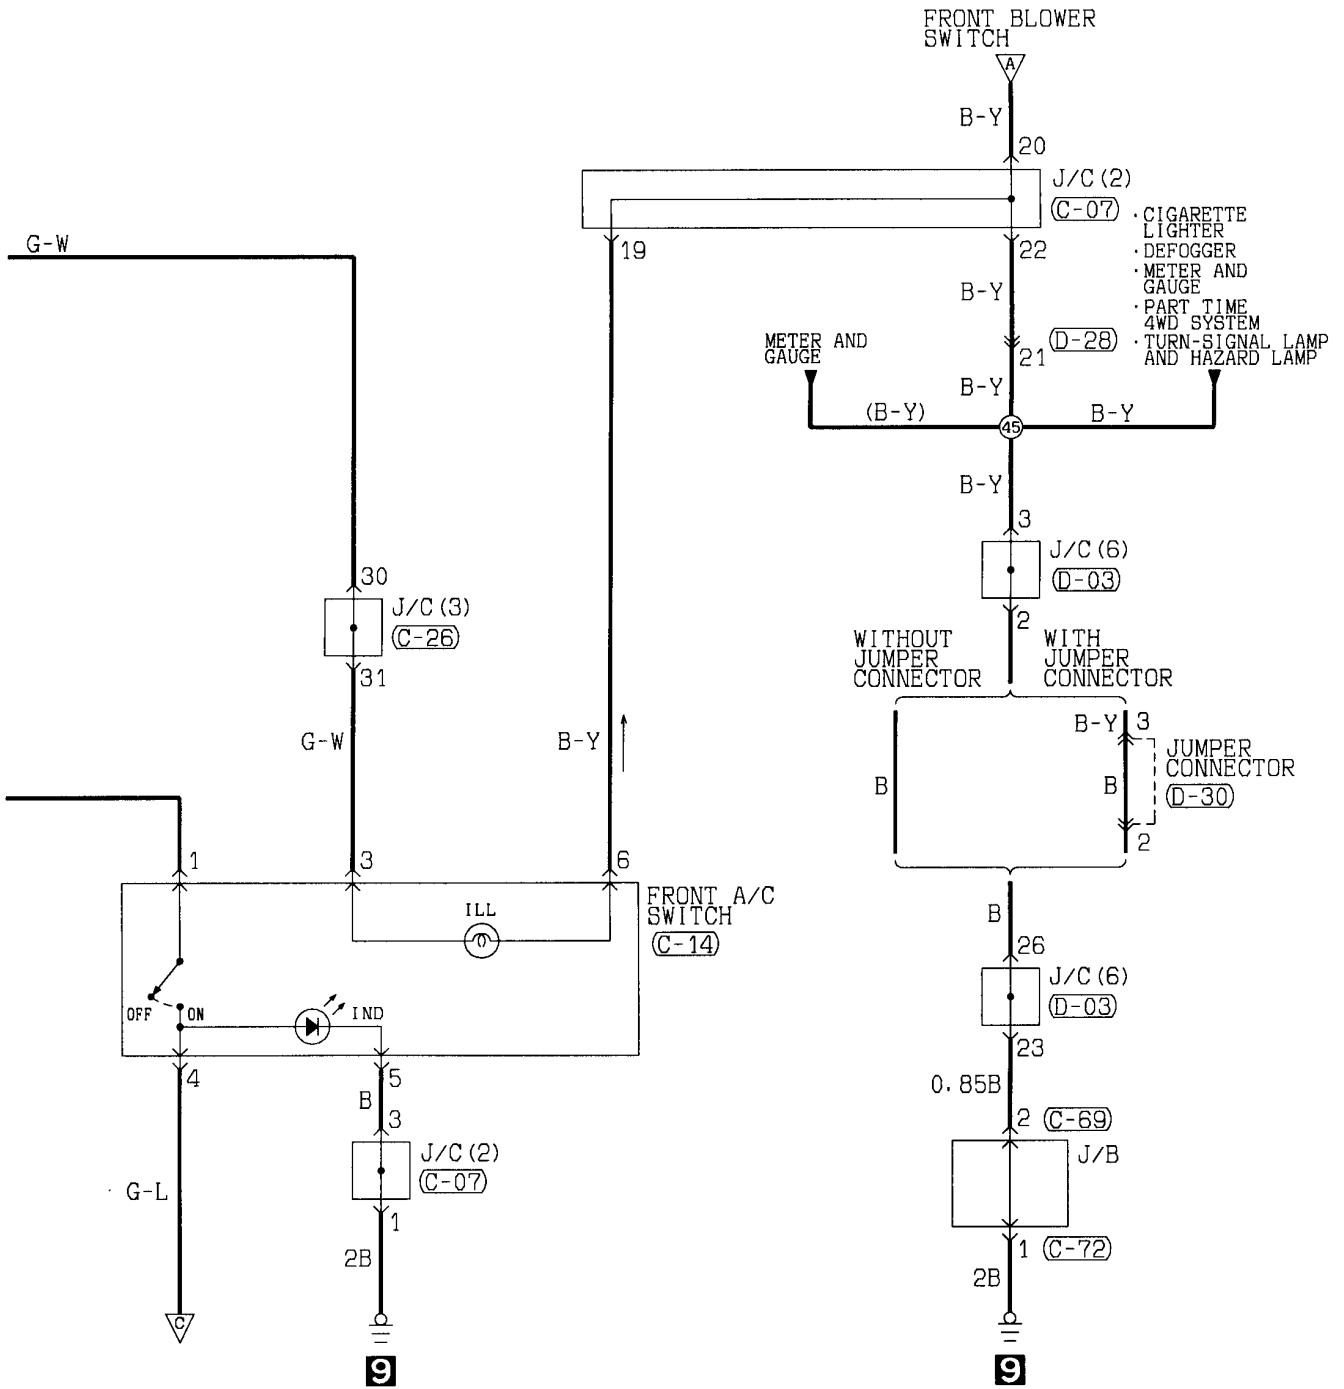 FRONT BLOWER
SWITCH
A
B-Y
20
J/C(2)
C-07
19
22
· CIGARETTE
LIGHTER
· DEFOGGER
· METER AND
GAUGE
· PART TIME
4WD SYSTEM
· TURN-SIGNAL LAMP
AND HAZARD LAMP
G-W
B-Y
D-28
21
METER AND
GAUGE
B-Y
(B-Y)
45
B-Y
B-Y
3
J/C(6)
D-03
2
30
J/C(3)
C-26
31
WITHOUT
JUMPER
CONNECTOR
WITH
JUMPER
CONNECTOR
G-W
B-Y
B
B-Y
3
B
2
JUMPER
CONNECTOR
D-30
1
3
6
FRONT A/C
SWITCH
C-14
ILL
OFF
ON
IND
4
5
B
3
J/C(2)
C-07
1
G-L
2B
C
9
B
26
J/C(6)
D-03
23
0.85B
2
C-69
J/B
1
C-72
2B
9